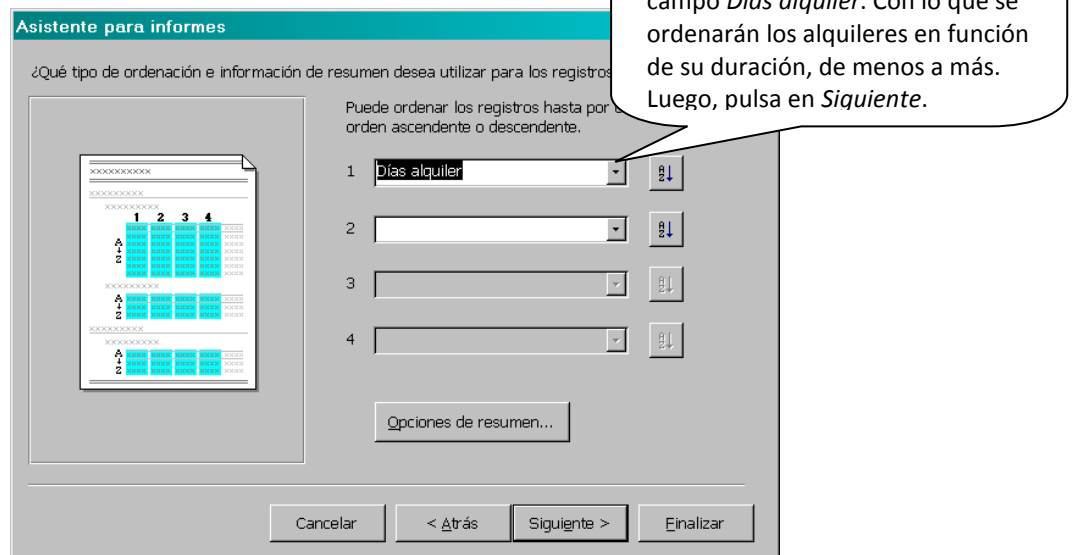 campo Días alquiler. Con lo que se
ordenarán los alquileres en función
de su duración, de menos a más.
Luego, pulsa en Siguiente.
Asistente para informes
¿Qué tipo de ordenación e información de resumen desea utilizar para los registros
Puede ordenar los registros hasta por
orden ascendente o descendente.
1 Días alquiler
2
3
4
Opciones de resumen...
Cancelar < Atrás Siguiente > Finalizar